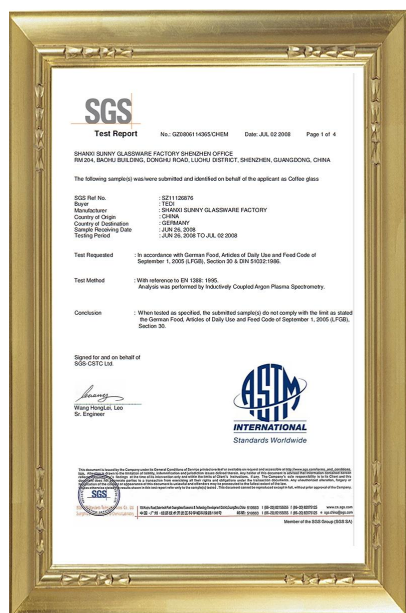 SGS
Test Report No.: GZ0806114365/CHEM Date: JUL 02 2008 Page 1 of 4
SHANXI SUNNY GLASSWARE FACTORY SHENZHEN OFFICE
RM 204, BAOHU BUILDING, DONGHU ROAD, LUOHU DISTRICT, SHENZHEN, GUANGDONG, CHINA
The following sample(s) was/were submitted and identified on behalf of the applicant as Coffee glass
SGS Ref No. : SZ11126876
Buyer : TEDI
Manufacturer : SHANXI SUNNY GLASSWARE FACTORY
Country of Origin : CHINA
Country of Destination : GERMANY
Sample Receiving Date : JUN 26, 2008
Testing Period : JUN 26, 2008 TO JUL 02 2008
Test Requested : In accordance with German Food, Articles of Daily Use and Feed Code of
September 1, 2005 (LFGB), Section 30 & DIN 51032:1986.
Test Method : With reference to EN 1388: 1995.
Analysis was performed by Inductively Coupled Argon Plasma Spectrometry.
Conclusion : When tested as specified, the submitted sample(s) do not comply with the limit as stated
the German Food, Articles of Daily Use and Feed Code of September 1, 2005 (LFGB),
Section 30.
Signed for and on behalf of
SGS-CSTC Ltd.
Wang HongLei, Leo
Sr. Engineer
ASTM
INTERNATIONAL
Standards Worldwide
SGS
www.cn.sgs.com
Member of the SGS Group (SGS SA)